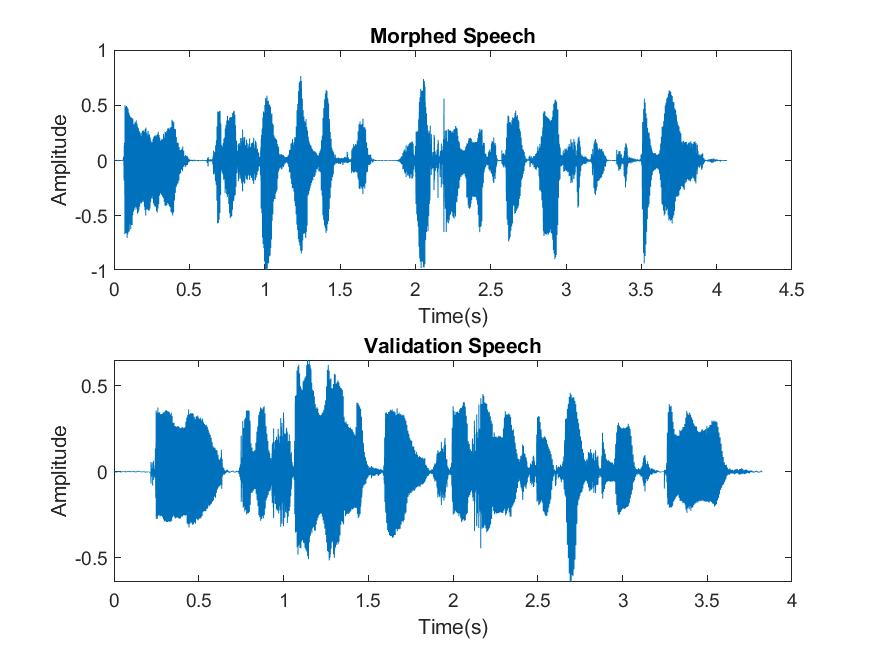 Morphed Speech
1
0.5
0
-0.5
-1
Amplitude
0 0.5 1 1.5 2 2.5 3 3.5 4 4.5
Time(s)
Validation Speech
0.5
0
-0.5
Amplitude
0 0.5 1 1.5 2 2.5 3 3.5 4
Time(s)